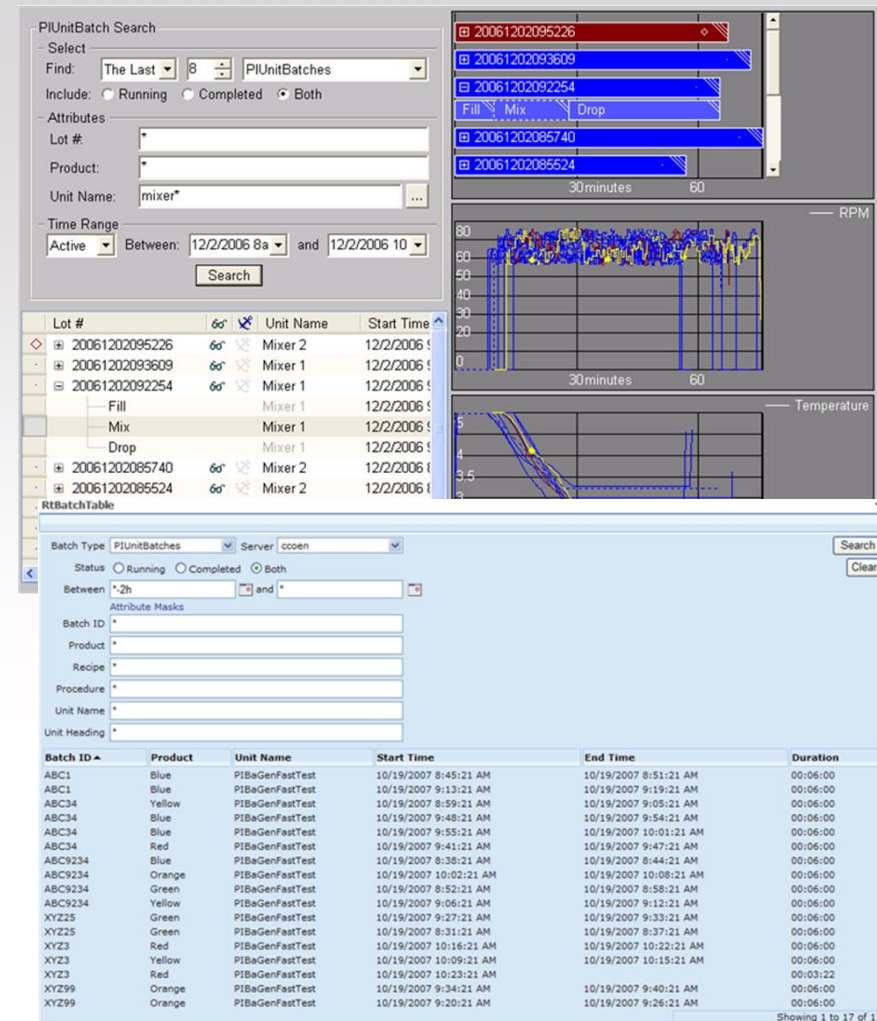 PIUnitBatch Search
Select
Find: The Last 8 PIUnitBatches
Include: Running Completed Both
Attributes
Lot #: *
Product: *
Unit Name: mixer* ...
Time Range
Active Between: 12/2/2006 8a and 12/2/2006 10
Search
Lot # Unit Name Start Time
20061202095226 Mixer 2 12/2/2006
20061202093609 Mixer 1 12/2/2006
20061202092254 Mixer 1 12/2/2006
Fill Mixer 1 12/2/2006
Mix Mixer 1 12/2/2006
Drop Mixer 1 12/2/2006
20061202085740 Mixer 2 12/2/2006
20061202085524 Mixer 2 12/2/2006
20061202095226
20061202093609
20061202092254
Fill Mix Drop
20061202085740
20061202085524
30 minutes 60
RPM
80
60
50
40
30
20
0
30 minutes 60
Temperature
5
4
3.5
RtBatchTable
Batch Type PIUnitBatches Server ccoen Search
Status Running Completed Both Clear
Between *-2h and *
Attribute Masks
Batch ID *
Product *
Recipe *
Procedure *
Unit Name *
Unit Heading *
Batch ID Product Unit Name Start Time End Time Duration
ABC1 Blue PIBaGenFastTest 10/19/2007 8:45:21 AM 10/19/2007 8:51:21 AM 00:06:00
ABC1 Blue PIBaGenFastTest 10/19/2007 9:13:21 AM 10/19/2007 9:19:21 AM 00:06:00
ABC34 Yellow PIBaGenFastTest 10/19/2007 8:59:21 AM 10/19/2007 9:05:21 AM 00:06:00
ABC34 Blue PIBaGenFastTest 10/19/2007 9:48:21 AM 10/19/2007 9:54:21 AM 00:06:00
ABC34 Blue PIBaGenFastTest 10/19/2007 9:55:21 AM 10/19/2007 10:01:21 AM 00:06:00
ABC34 Red PIBaGenFastTest 10/19/2007 9:41:21 AM 10/19/2007 9:47:21 AM 00:06:00
ABC9234 Blue PIBaGenFastTest 10/19/2007 8:38:21 AM 10/19/2007 8:44:21 AM 00:06:00
ABC9234 Orange PIBaGenFastTest 10/19/2007 10:02:21 AM 10/19/2007 10:08:21 AM 00:06:00
ABC9234 Green PIBaGenFastTest 10/19/2007 8:52:21 AM 10/19/2007 8:58:21 AM 00:06:00
ABC9234 Yellow PIBaGenFastTest 10/19/2007 9:06:21 AM 10/19/2007 9:12:21 AM 00:06:00
XYZ25 Green PIBaGenFastTest 10/19/2007 9:27:21 AM 10/19/2007 9:33:21 AM 00:06:00
XYZ25 Green PIBaGenFastTest 10/19/2007 8:31:21 AM 10/19/2007 8:37:21 AM 00:06:00
XYZ3 Red PIBaGenFastTest 10/19/2007 10:16:21 AM 10/19/2007 10:22:21 AM 00:06:00
XYZ3 Yellow PIBaGenFastTest 10/19/2007 10:09:21 AM 10/19/2007 10:15:21 AM 00:06:00
XYZ3 Red PIBaGenFastTest 10/19/2007 10:23:21 AM 00:03:22
XYZ99 Orange PIBaGenFastTest 10/19/2007 9:34:21 AM 10/19/2007 9:40:21 AM 00:06:00
XYZ99 Orange PIBaGenFastTest 10/19/2007 9:20:21 AM 10/19/2007 9:26:21 AM 00:06:00
Showing 1 to 17 of